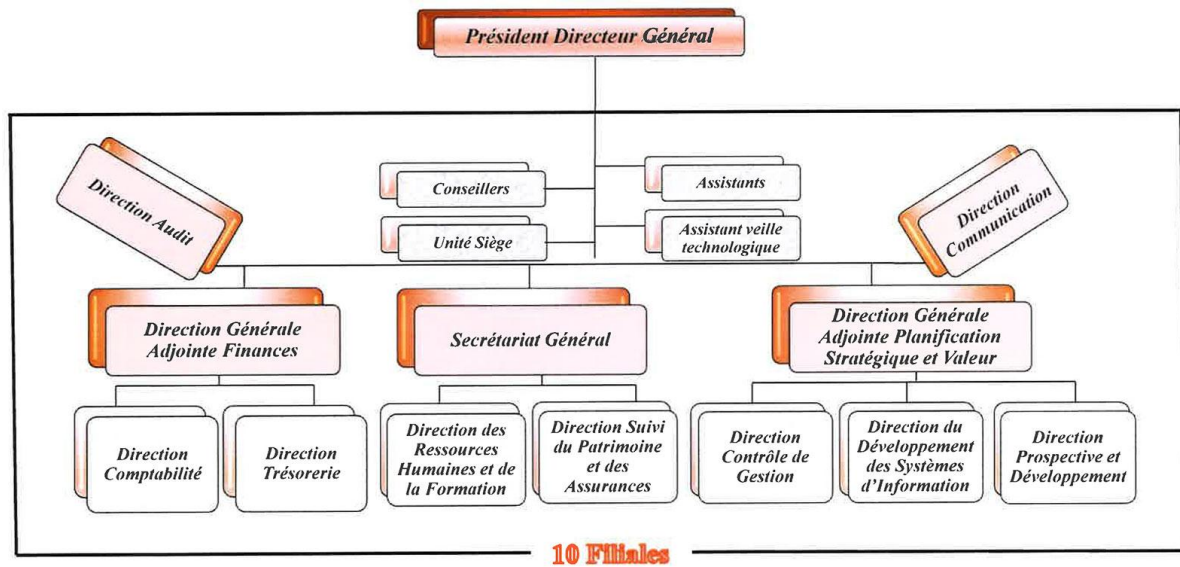 Président Directeur Général
Direction Audit
Conseillers
Assistants
Direction
Communication
Unité Siège
Assistant veille
technologique
Direction Générale
Adjointe Finances
Secrétariat Général
Direction Générale
Adjointe Planification
Stratégique et Valeur
Direction
Comptabilité
Direction
Trésorerie
Direction des
Ressources
Humaines et de
la Formation
Direction Suivi
du Patrimoine
et des
Assurances
Direction
Contrôle de
Gestion
Direction du
Développement
des Systèmes
d'Information
Direction
Prospective et
Développement
10 Filiales